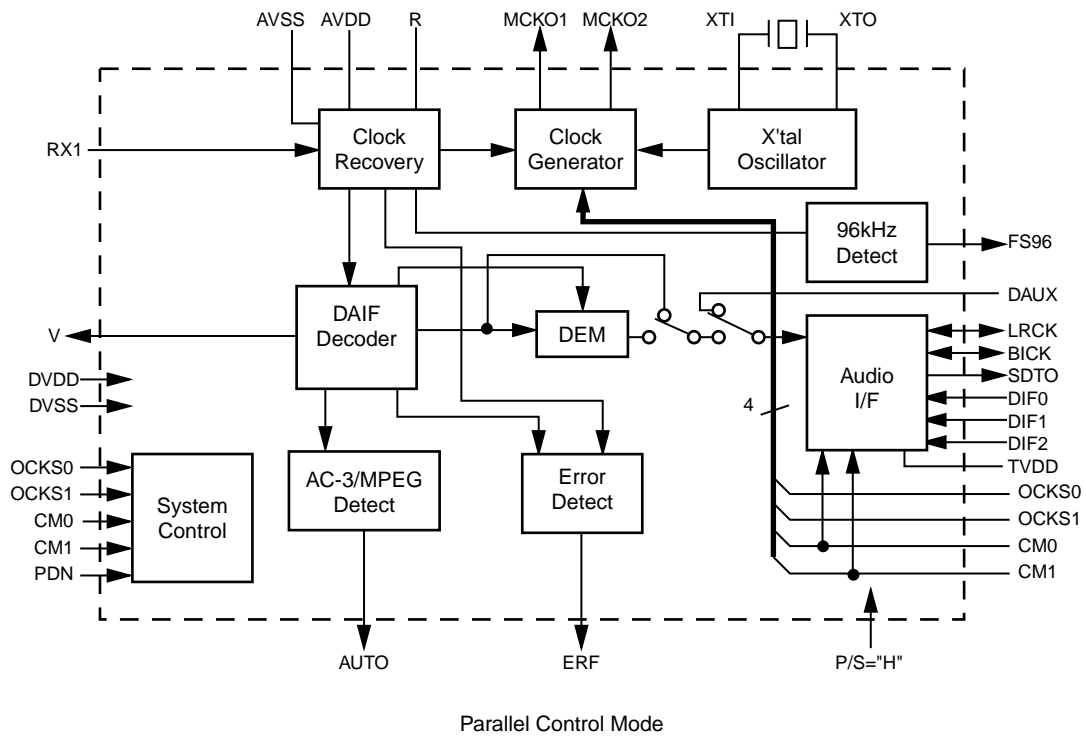 AVSS AVDD R MCKO1 MCKO2 XTI XTO
RX1
Clock
Recovery
Clock
Generator
X'tal
Oscillator
96kHz
Detect
FS96
DAUX
DAIF
Decoder
DEM
V
DVDD
DVSS
Audio
I/F
LRCK
BICK
SDTO
DIF0
DIF1
DIF2
TVDD
4
OCKS0
OCKS1
CM0
CM1
PDN
System
Control
AC-3/MPEG
Detect
Error
Detect
OCKS0
OCKS1
CM0
CM1
AUTO
ERF
P/S="H"
Parallel Control Mode